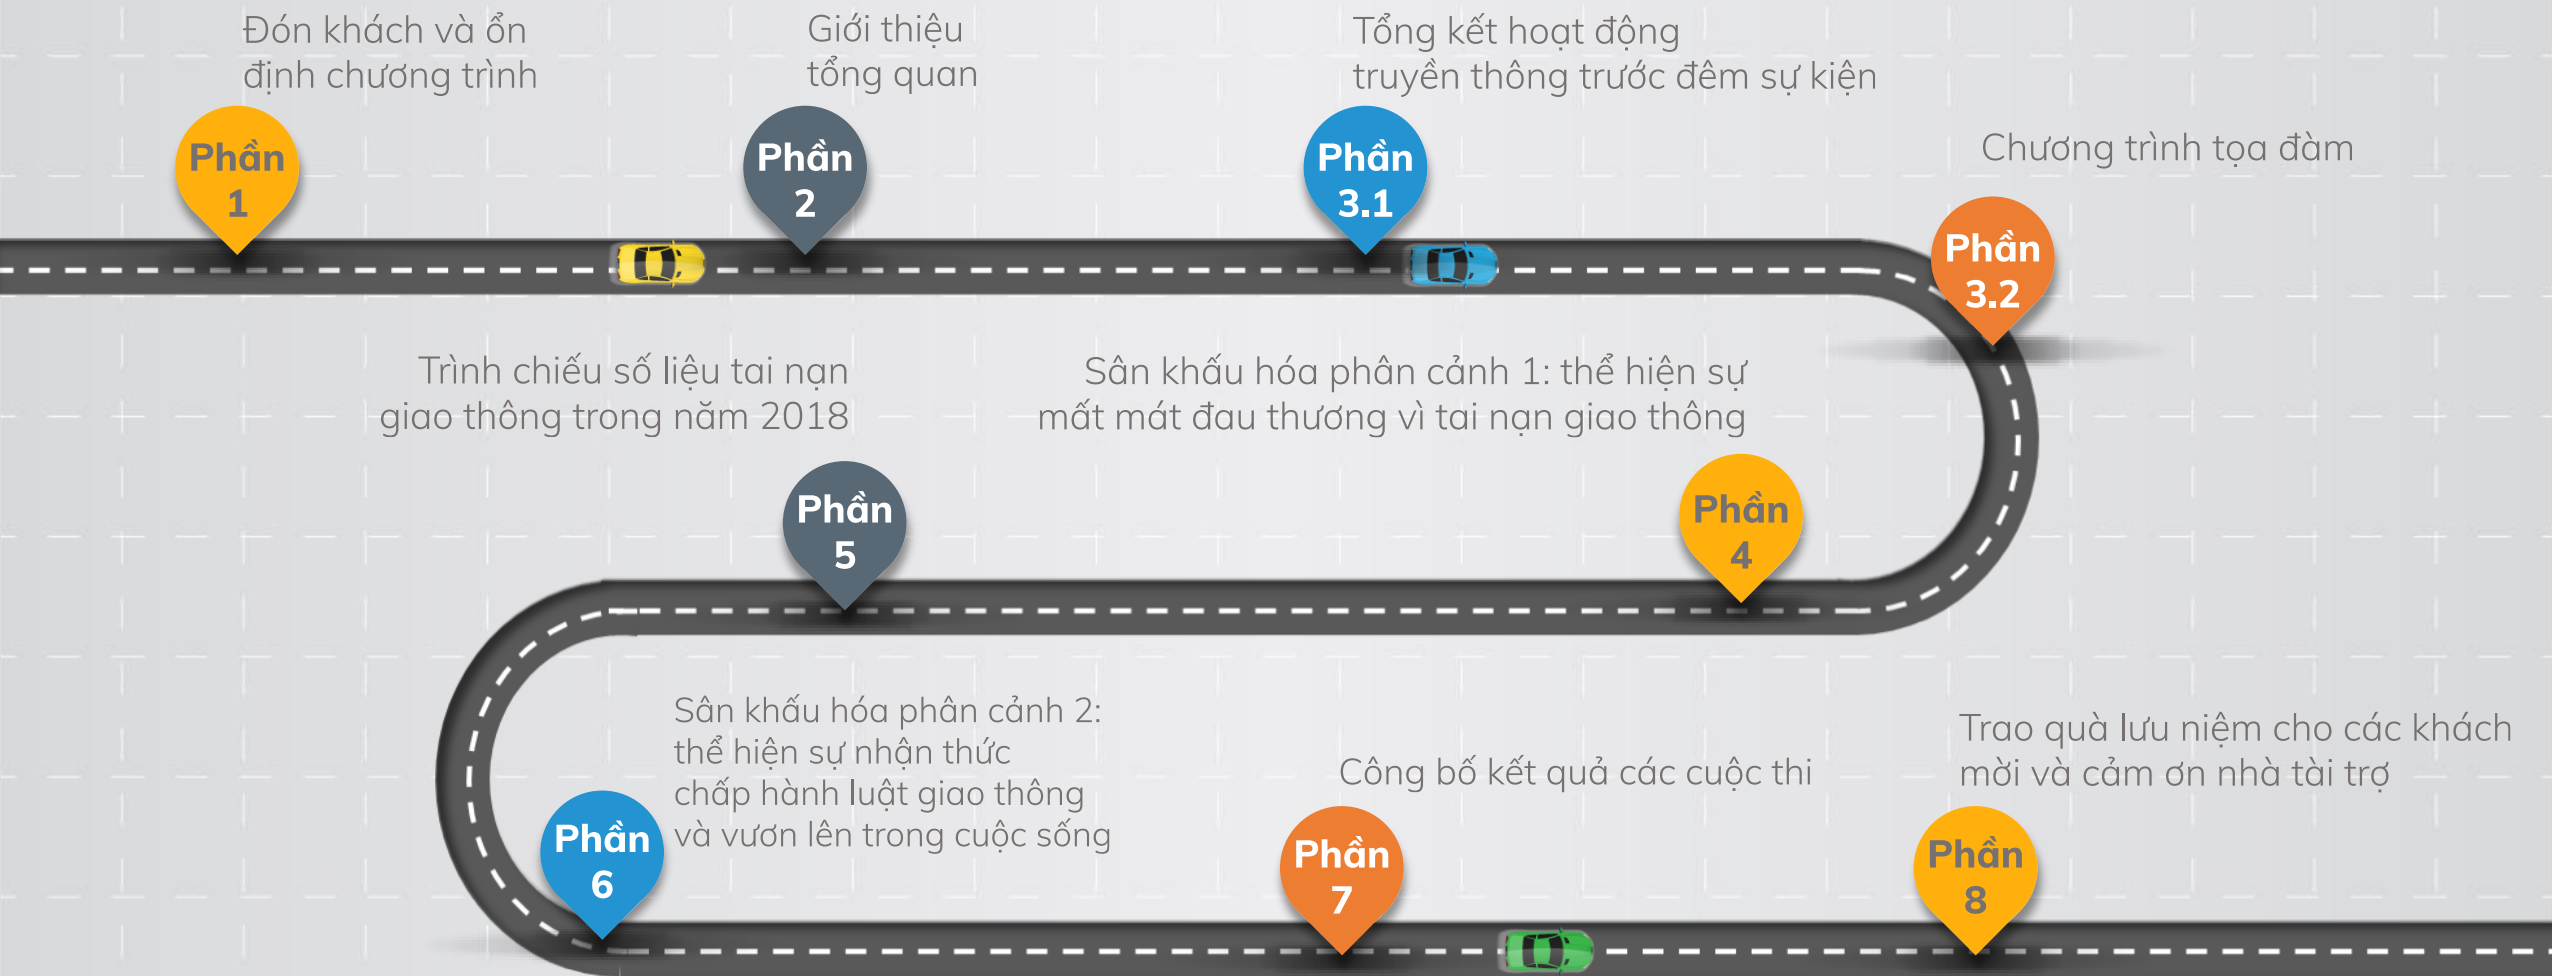 Đón khách và ổn
định chương trình
Phần
1
Giới thiệu
tổng quan
Phần
2
Tổng kết hoạt động
truyền thông trước đêm sự kiện
Phần
3.1
Chương trình tọa đàm
Phần
3.2
Sân khấu hóa phân cảnh 1: thể hiện sự
mất mát đau thương vì tai nạn giao thông
Phần
4
Trình chiếu số liệu tai nạn
giao thông trong năm 2018
Phần
5
Sân khấu hóa phân cảnh 2:
thể hiện sự nhận thức
chấp hành luật giao thông
và vươn lên trong cuộc sống
Phần
6
Công bố kết quả các cuộc thi
Phần
7
Trao quà lưu niệm cho các khách
mời và cảm ơn nhà tài trợ
Phần
8